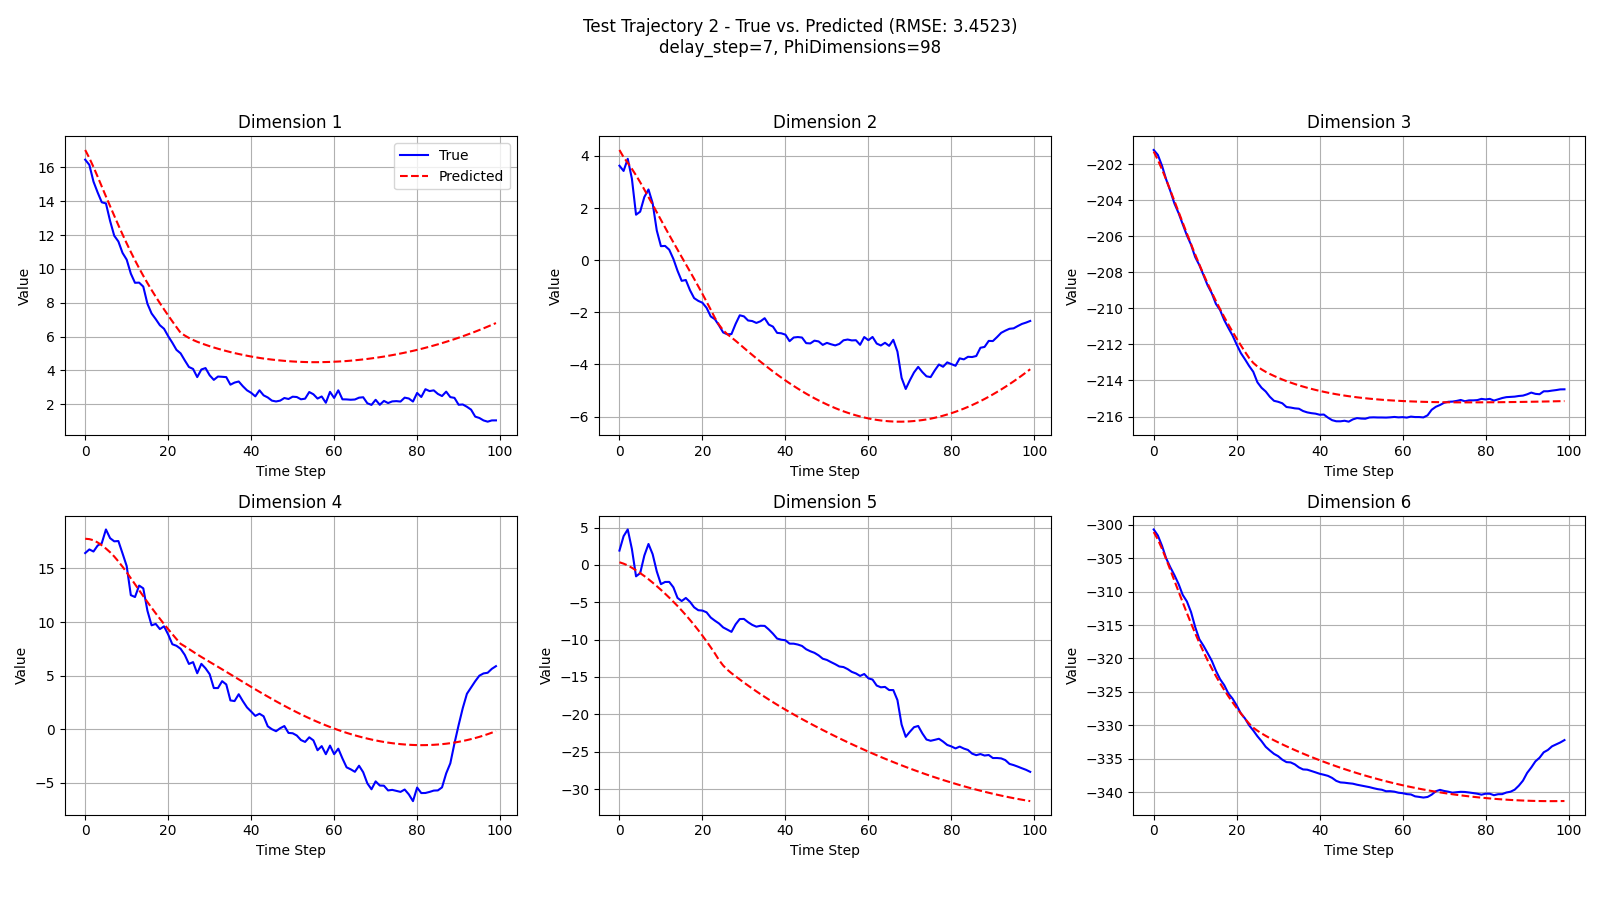 Test Trajectory 2 - True vs. Predicted (RMSE: 3.4523)
delay_step=7, PhiDimensions=98
Dimension 1
True
Predicted
Value
16
14
12
10
8
6
4
2
0 20 40 60 80 100
Time Step
Dimension 2
Value
4
2
0
−2
−4
−6
0 20 40 60 80 100
Time Step
Dimension 3
Value
−202
−204
−206
−208
−210
−212
−214
−216
0 20 40 60 80 100
Time Step
Dimension 4
Value
15
10
5
0
−5
0 20 40 60 80 100
Time Step
Dimension 5
Value
5
0
−5
−10
−15
−20
−25
−30
0 20 40 60 80 100
Time Step
Dimension 6
Value
−300
−305
−310
−315
−320
−325
−330
−335
−340
0 20 40 60 80 100
Time Step